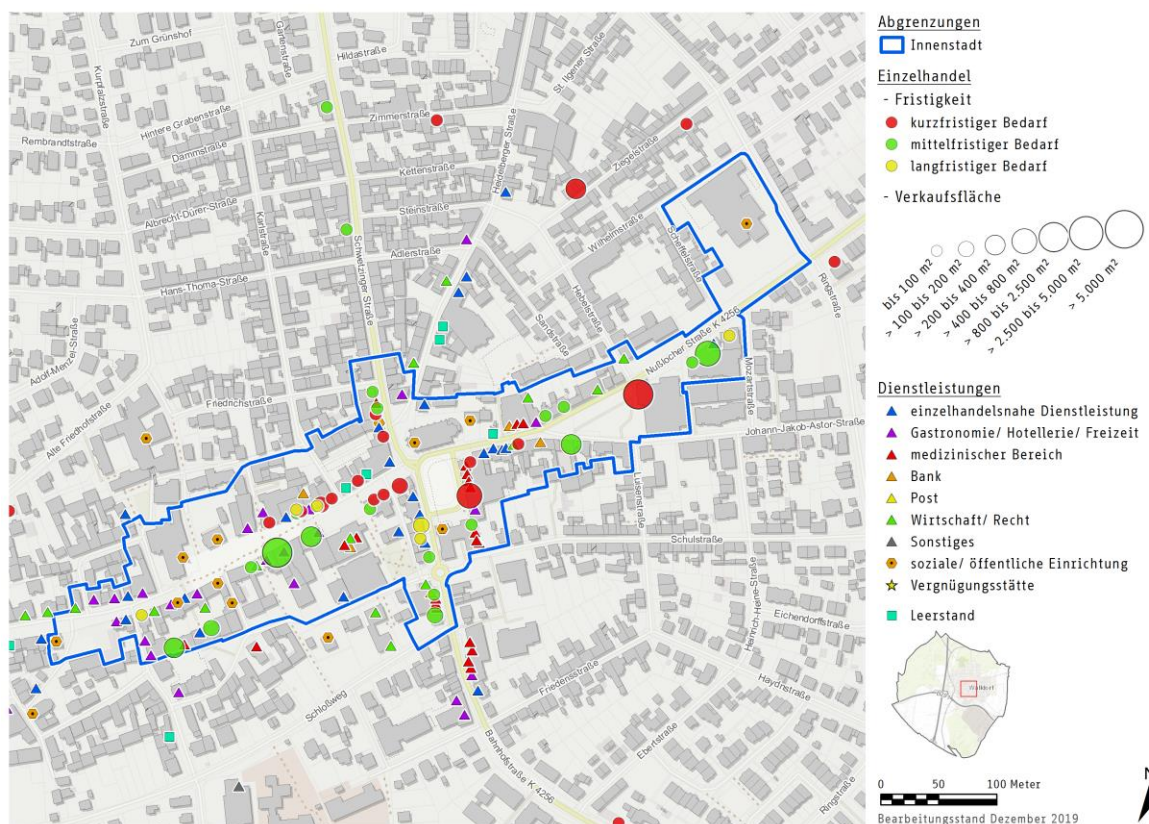 Zum Grünshof
Gartenstraße
Hildastraße
St. Ilgener Straße
Kurpfalzstraße
Zimmerstraße
Hintere Grabenstraße
Heidelberger Straße
Ziegelstraße
Rembrandtstraße
Dammstraße
Kettenstraße
Albrecht-Dürer-Straße
Karlstraße
Steinstraße
Wilhelmstraße
Adlerstraße
Schwetzinger Straße
Scheffelstraße
Ringstraße
Hans-Thoma-Straße
Hebelstraße
Sandstraße
Nußlocher Straße K 4256
Adolf-Menzel-Straße
Mozartstraße
Friedrichstraße
Alte Friedhofstraße
Johann-Jakob-Astor-Straße
Luisenstraße
Schulstraße
Heinrich-Heine-Straße
Eichendorffstraße
Friedensstraße
Haydnstraße
Schloßweg
Ebertstraße
Bahnhofstraße K 4256
Ringstraße
Abgrenzungen
Innenstadt
Einzelhandel
- Fristigkeit
kurzfristiger Bedarf
mittelfristiger Bedarf
langfristiger Bedarf
- Verkaufsfläche
bis 100 m²
> 100 bis 200 m²
> 200 bis 400 m²
> 400 bis 800 m²
> 800 bis 2.500 m²
> 2.500 bis 5.000 m²
> 5.000 m²
Dienstleistungen
einzelhandelsnahe Dienstleistung
Gastronomie/ Hotellerie/ Freizeit
medizinischer Bereich
Bank
Post
Wirtschaft/ Recht
Sonstiges
soziale/ öffentliche Einrichtung
Vergnügungsstätte
Leerstand
Walldorf
0 50 100 Meter
Bearbeitungsstand Dezember 2019
N